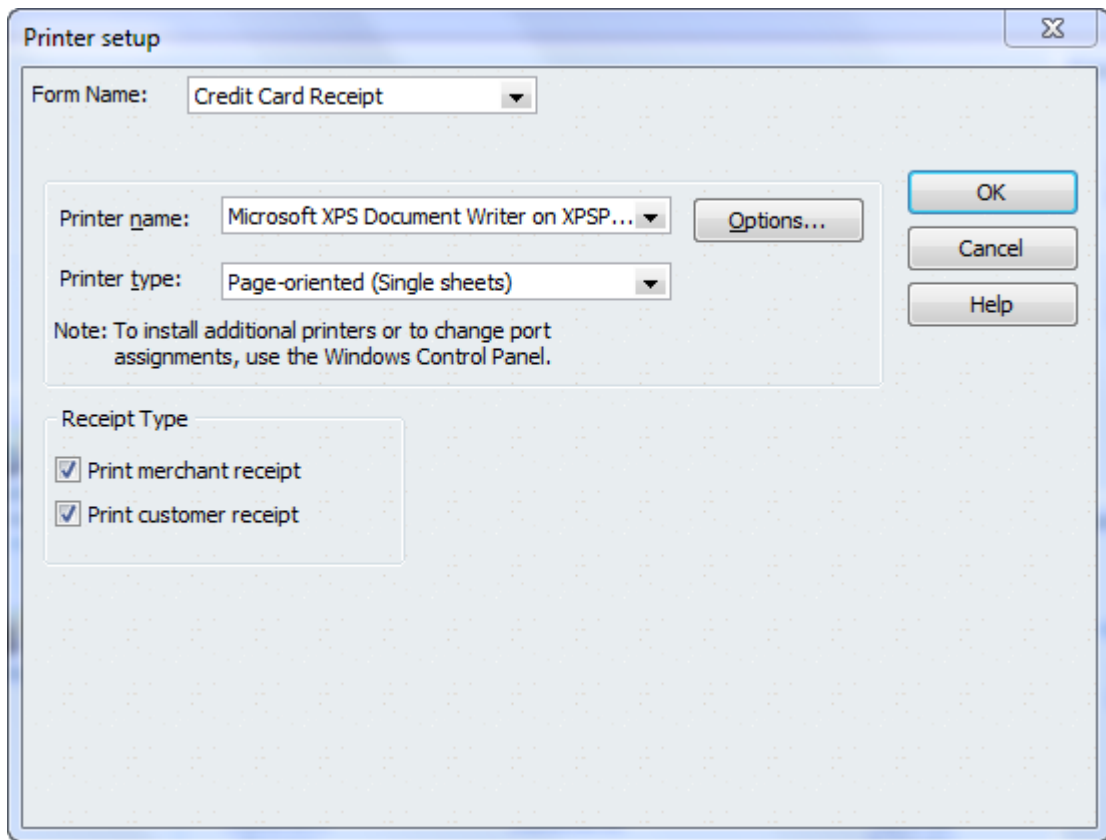 Printer setup
Form Name: Credit Card Receipt
Printer name: Microsoft XPS Document Writer on XPSP... Options...
Printer type: Page-oriented (Single sheets)
Note: To install additional printers or to change port
assignments, use the Windows Control Panel.
OK
Cancel
Help
Receipt Type
Print merchant receipt
Print customer receipt